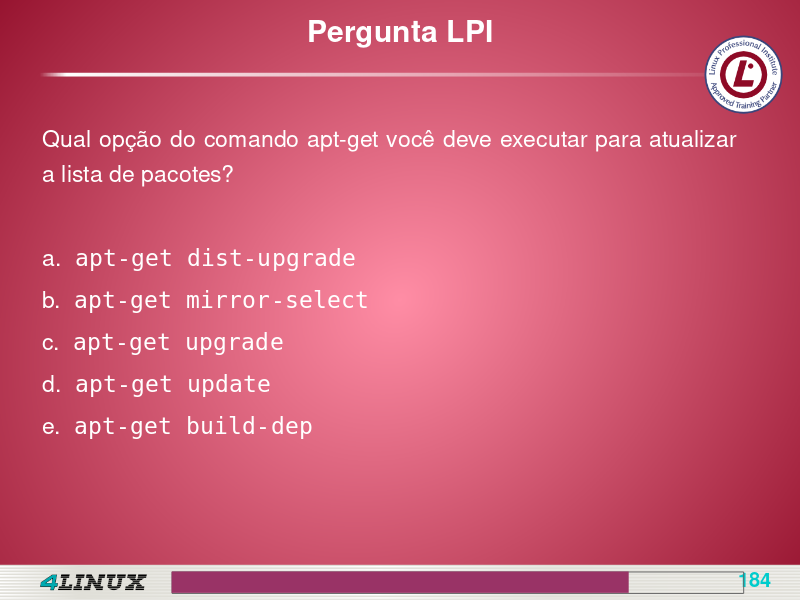 Pergunta LPI
Linux Professional Institute
Approved Training Partner
Qual opção do comando apt-get você deve executar para atualizar
a lista de pacotes?
a. apt-get dist-upgrade
b. apt-get mirror-select
c. apt-get upgrade
d. apt-get update
e. apt-get build-dep
4LINUX
184